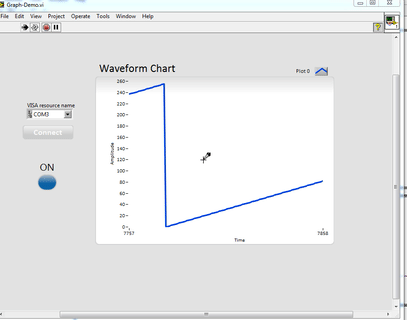 Graph-Demo.vi
File Edit View Project Operate Tools Window Help
Waveform Chart
Plot 0
VISA resource name
COM3
Connect
ON
Amplitude
260
240
220
200
180
160
140
120
100
80
60
40
20
0
7757
7858
Time